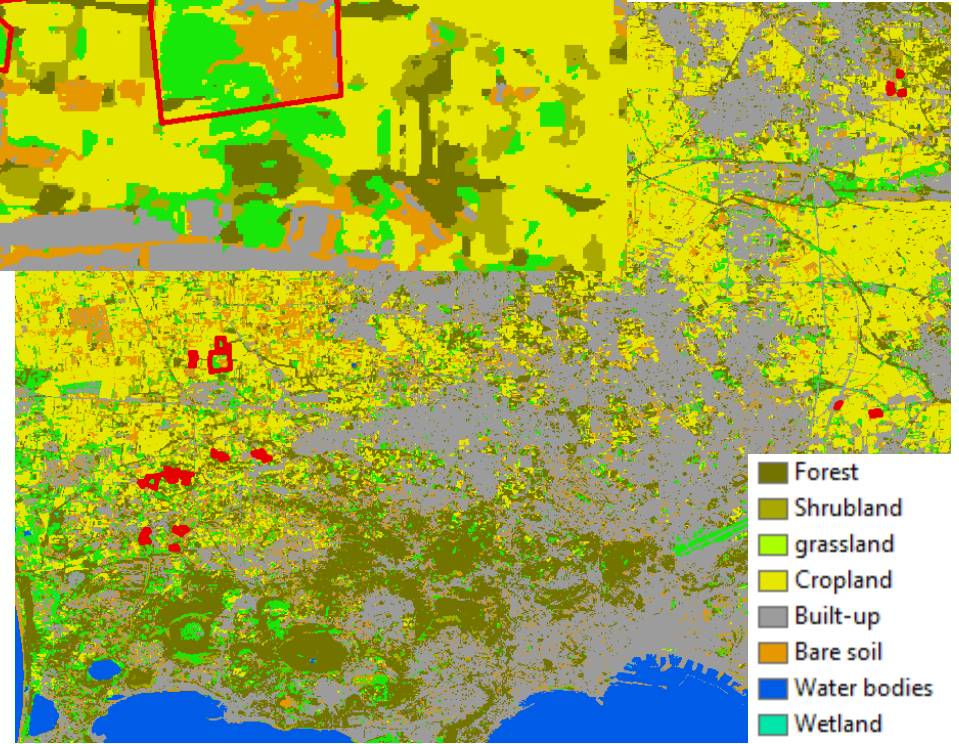 Forest
Shrubland
grassland
Cropland
Built-up
Bare soil
Water bodies
Wetland